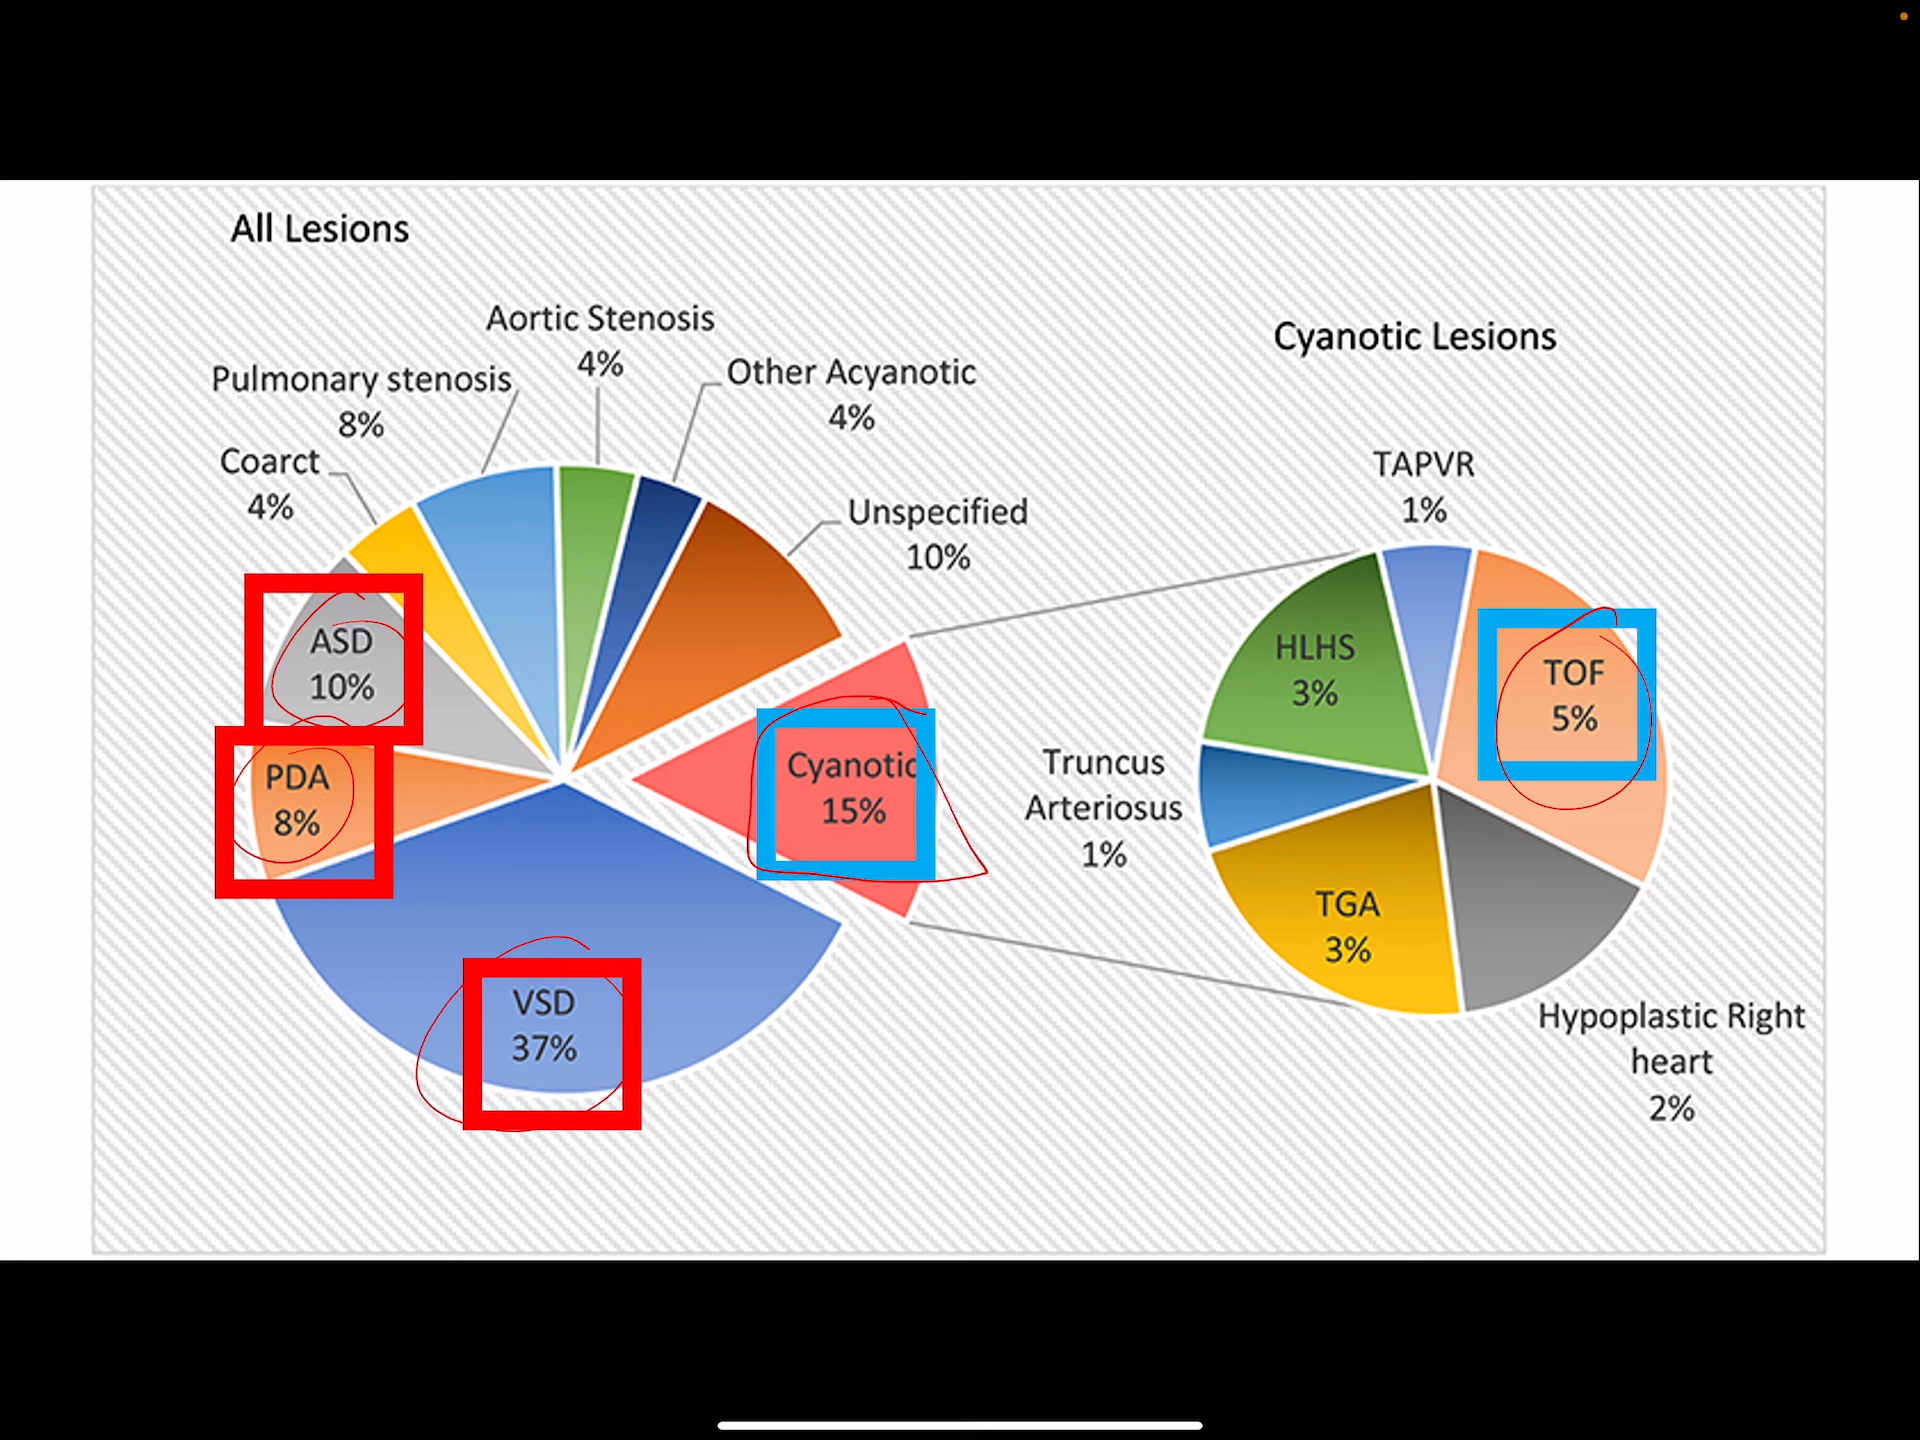 All Lesions
Aortic Stenosis
4%
Pulmonary stenosis
8%
Other Acyanotic
4%
Coarct
4%
Unspecified
10%
ASD
10%
PDA
8%
Cyanotic
15%
VSD
37%
Cyanotic Lesions
TAPVR
1%
HLHS
3%
TOF
5%
Truncus
Arteriosus
1%
TGA
3%
Hypoplastic Right
heart
2%